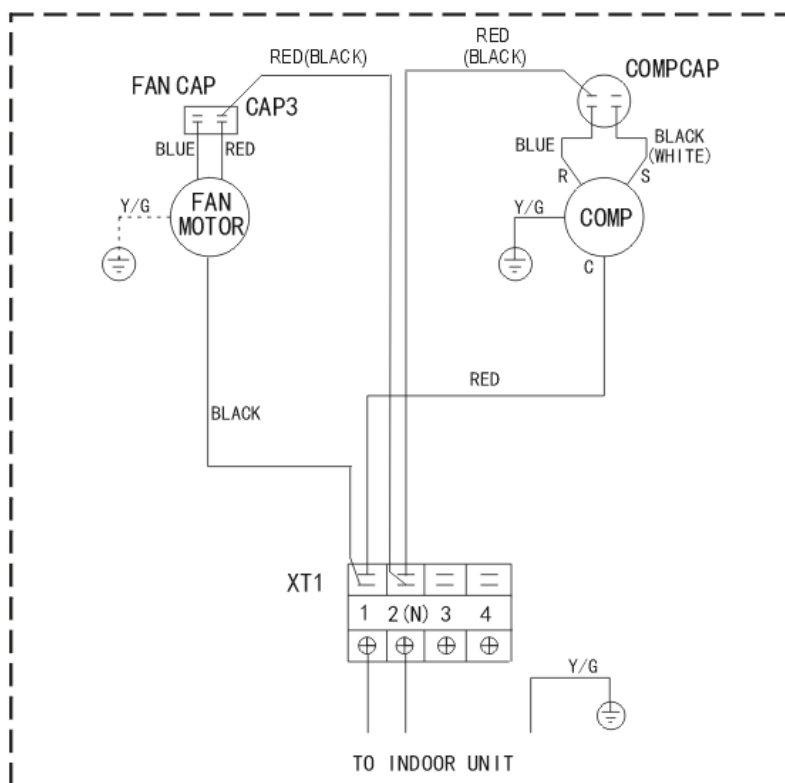 RED
(BLACK)
RED(BLACK)
COMPCAP
FAN CAP
CAP3
BLUE
RED
BLUE
BLACK
(WHITE)
R
S
Y/G
FAN
MOTOR
Y/G
COMP
C
RED
BLACK
XT1
1
2(N)
3
4
Y/G
TO INDOOR UNIT